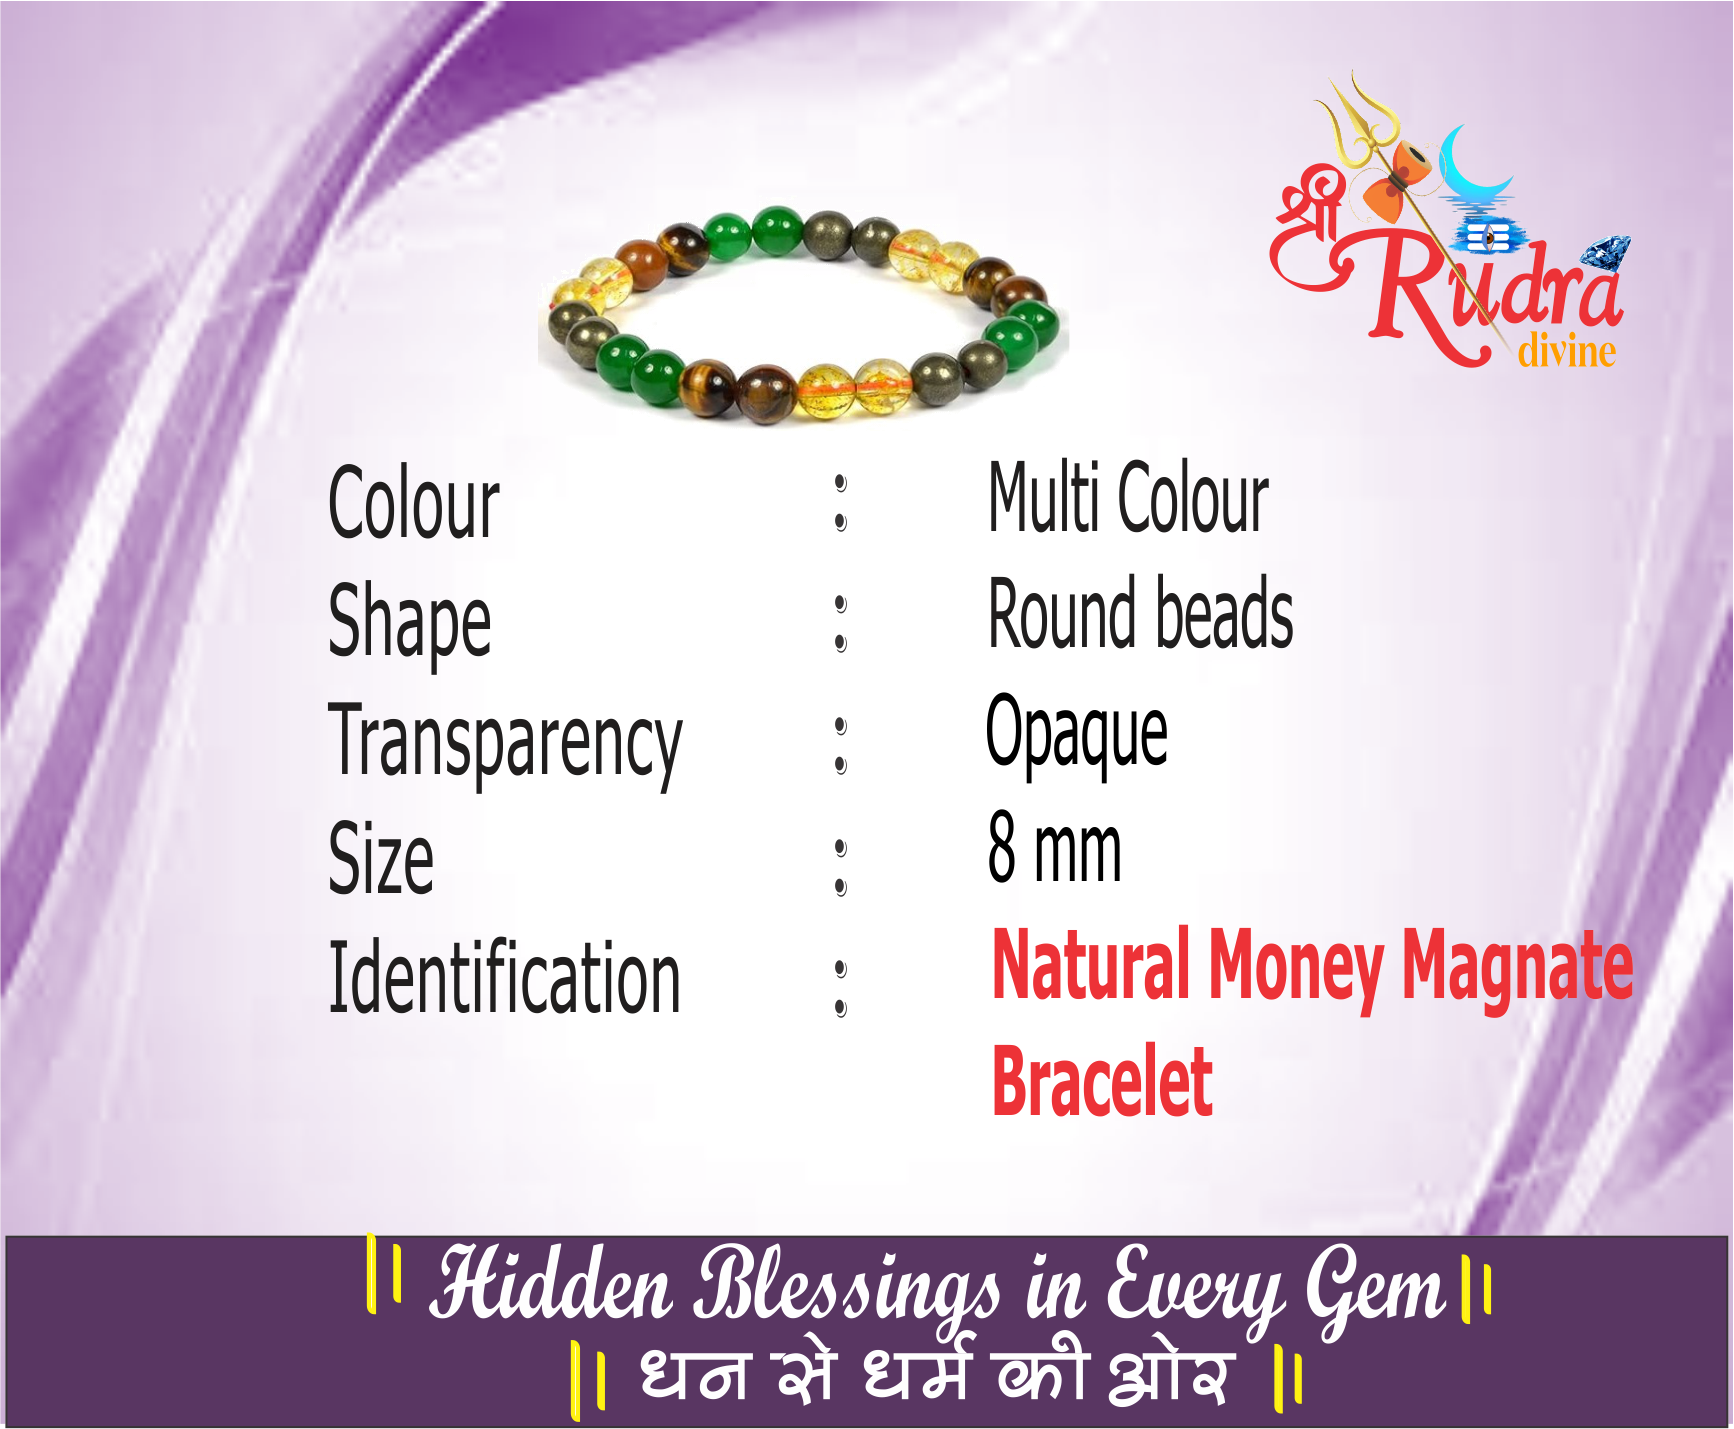 श्री
Rudra
divine
Colour : Multi Colour
Shape : Round beads
Transparency : Opaque
Size : 8 mm
Identification : Natural Money Magnate
Bracelet
|| Hidden Blessings in Every Gem ||
|| धन से धर्म की ओर ||